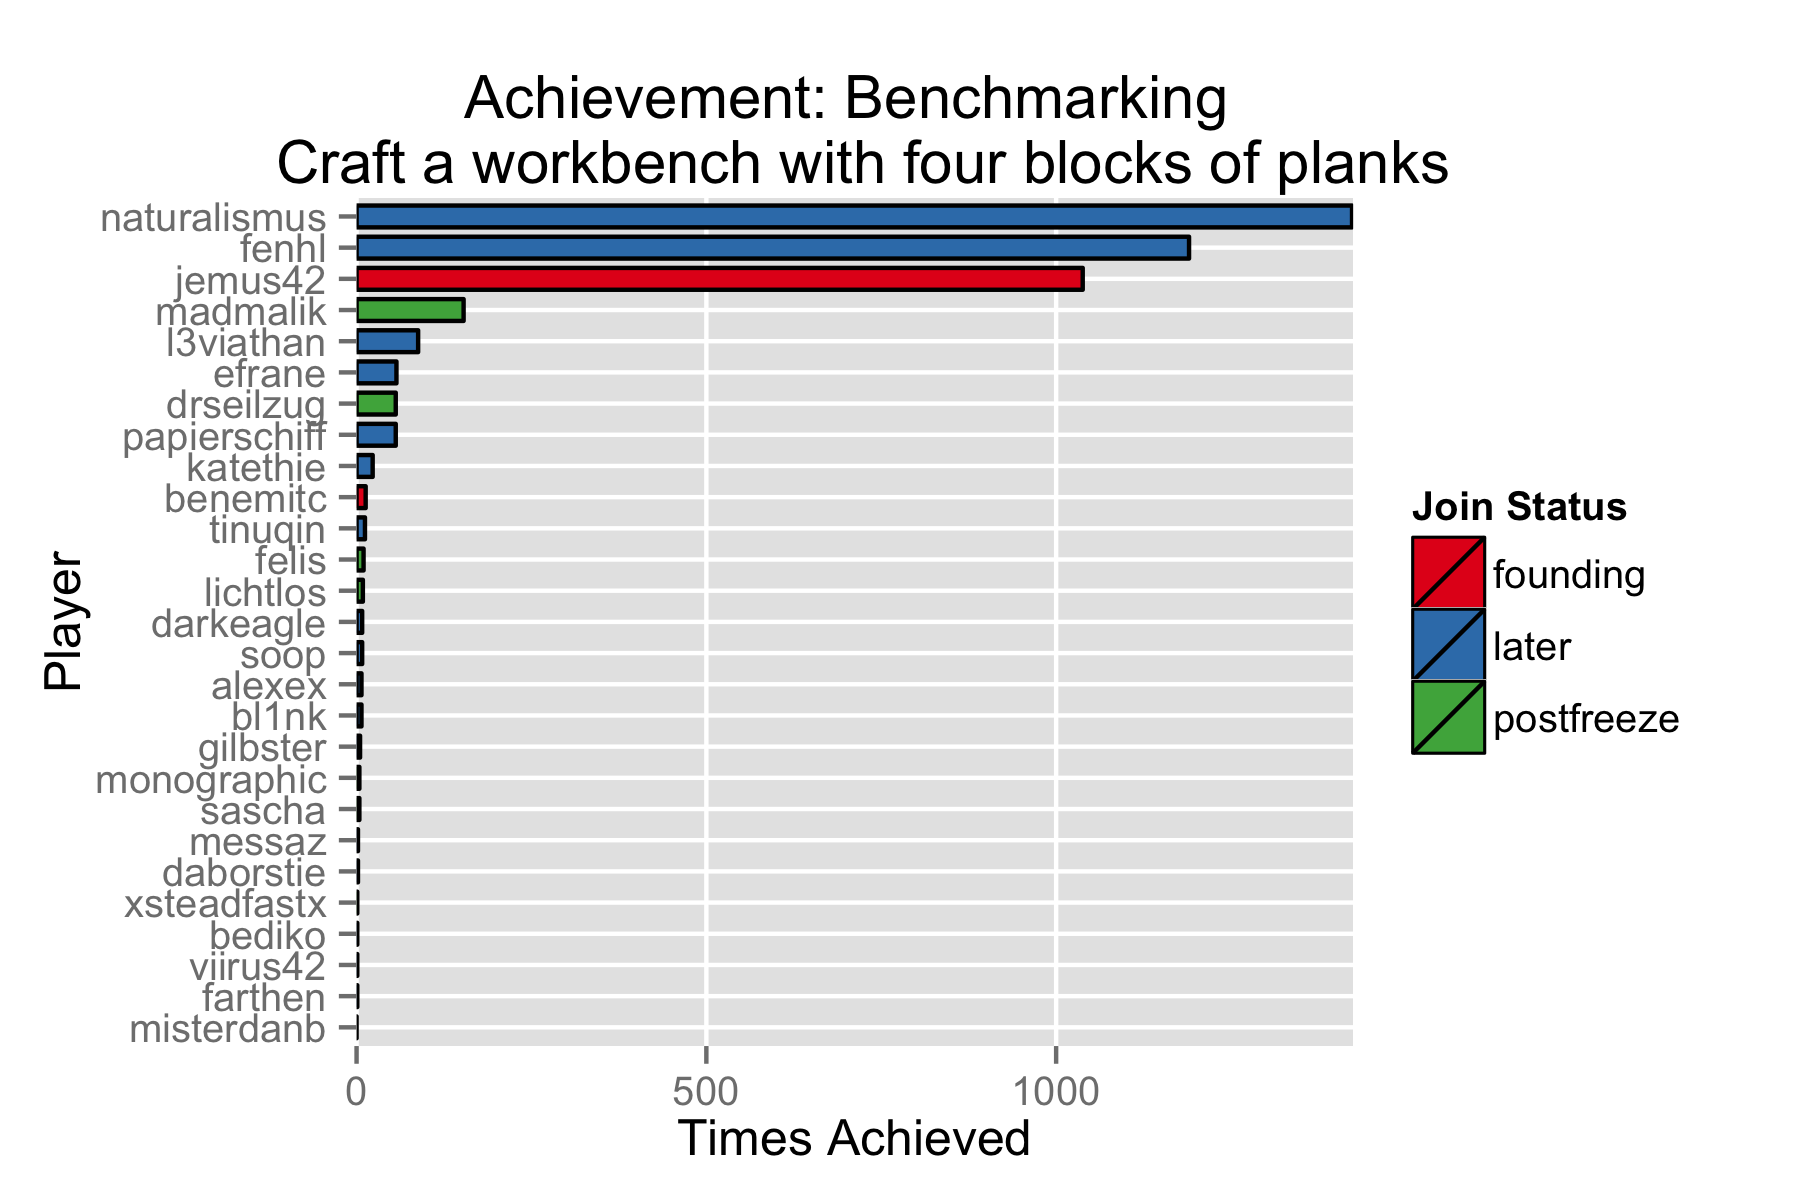 Achievement: Benchmarking
Craft a workbench with four blocks of planks
Player
naturalismus
fenhl
jemus42
madmalik
l3viathan
efrane
drseilzug
papierschiff
katethie
benemitc
tinuqin
felis
lichtlos
darkeagle
soop
alexex
bl1nk
gilbster
monographic
sascha
messaz
daborstie
xsteadfastx
bediko
viirus42
farthen
misterdanb
0 500 1000
Times Achieved
Join Status
founding
later
postfreeze